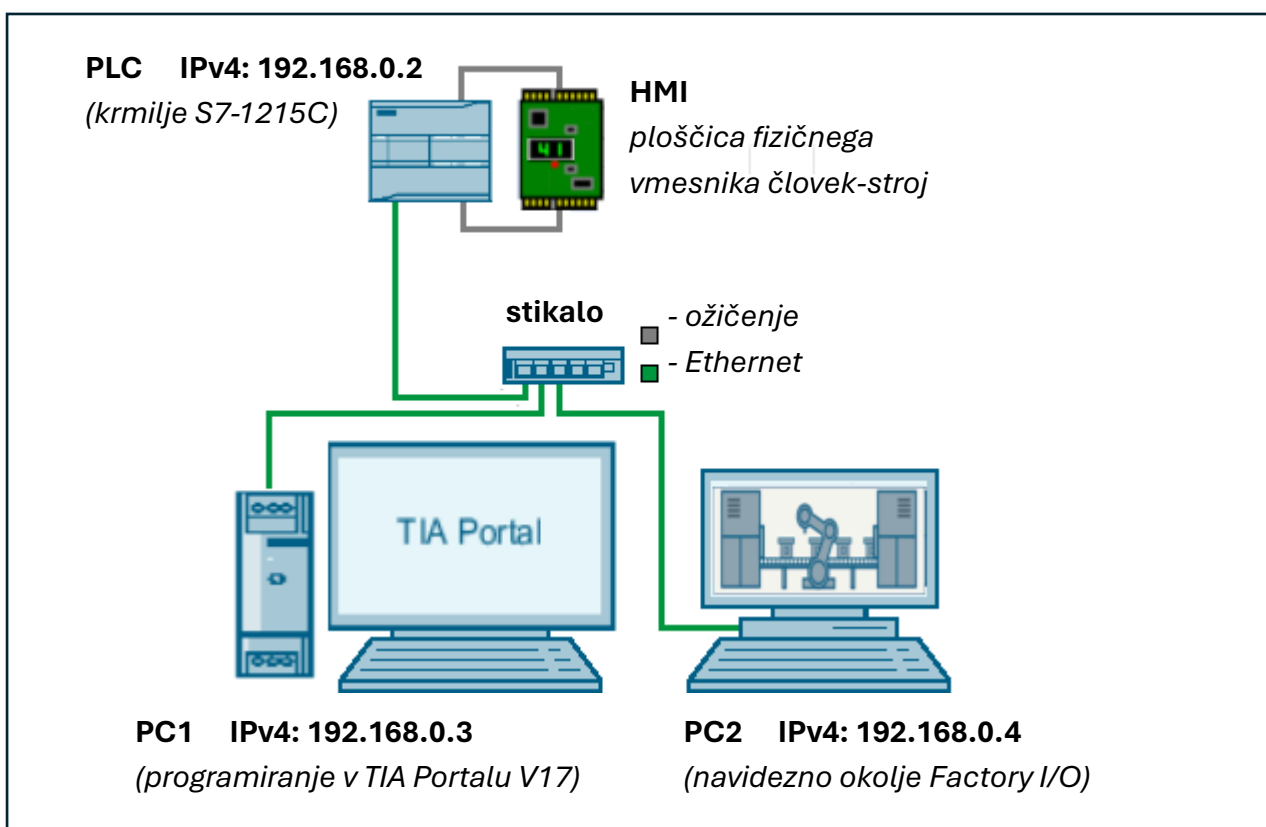 PLC IPv4: 192.168.0.2
(krmilje S7-1215C)
HMI
ploščica fizičnega
vmesnika človek-stroj
41
stikalo
- ožičenje
- Ethernet
TIA Portal
PC1 IPv4: 192.168.0.3
(programiranje v TIA Portalu V17)
PC2 IPv4: 192.168.0.4
(navidezno okolje Factory I/O)